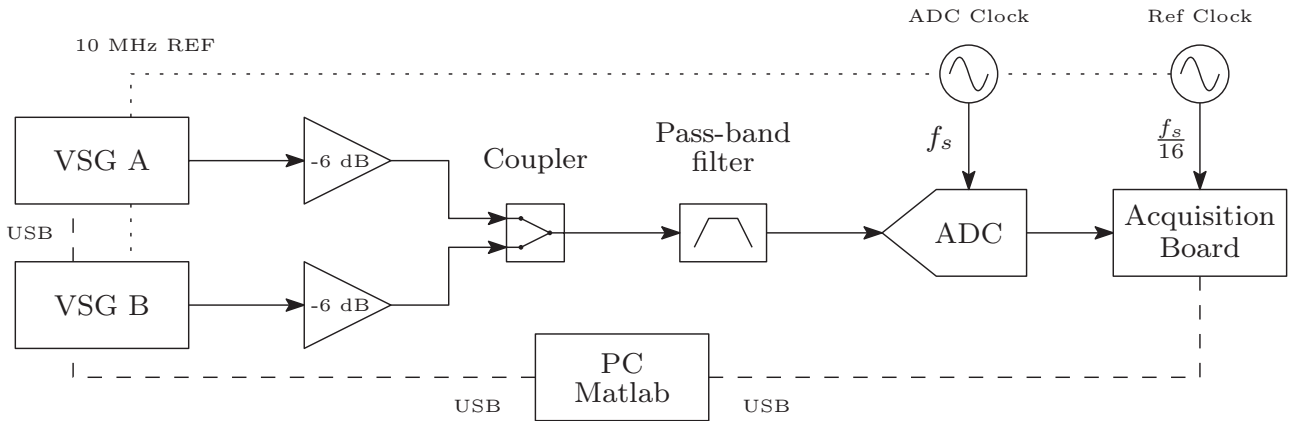 ADC Clock
Ref Clock
10 MHz REF
VSG A
-6 dB
Coupler
Pass-band
filter
f_s
f_s
16
USB
ADC
Acquisition
Board
VSG B
-6 dB
PC
Matlab
USB
USB